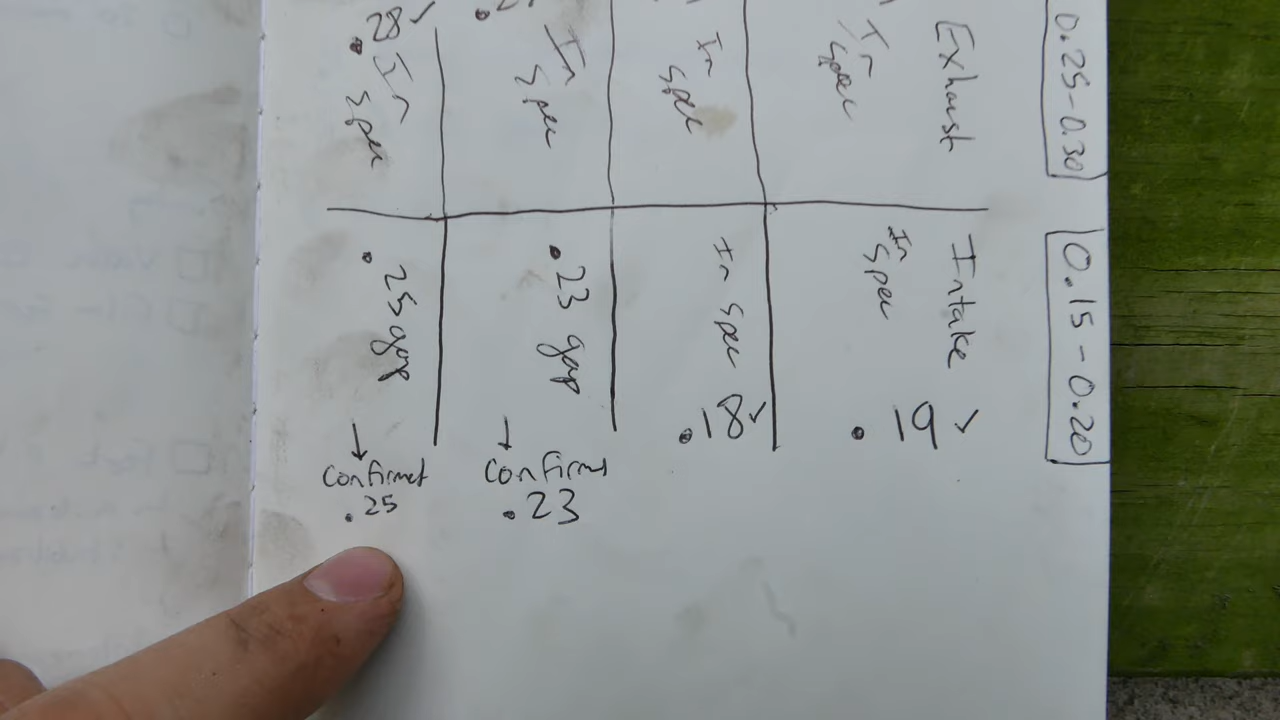 0.25-0.30
Exhaust
In
Spec
In
Spec
In
Spec
.28✓
In
Spec
0.15-0.20
Intake
In
Spec
.19 ✓
In Spec
.18✓
.23 gap
→
Confirmed
.23
.25 gap
→
Confirmed
.25